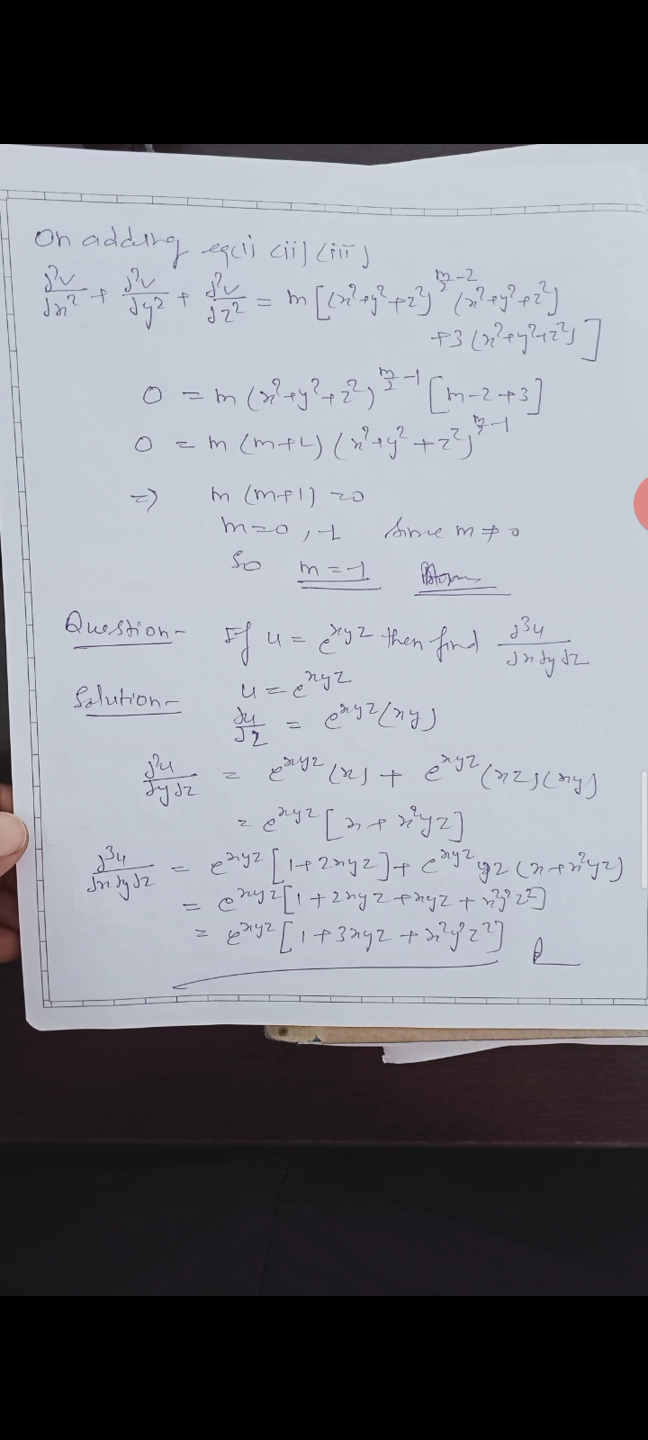 On adding eq (i) (ii) (iii)
∂²v/∂x² + ∂²v/∂y² + ∂²v/∂z² = m[(x²+y²+z²)^(m/2-2) (x²+y²+z²)
+3(x²+y²+z²)]
0 = m(x²+y²+z²)^(m/2-1) [m-2+3]
0 = m(m+1)(x²+y²+z²)^(m/2-1)
=> m(m+1)=0
m=0, -1 Since m≠0
So m=-1
Question- If u = e^xyz then find ∂³u/∂x∂y∂z
Solution- u = e^xyz
∂u/∂z = e^xyz(xy)
∂²u/∂y∂z = e^xyz(x) + e^xyz(xz)(xy)
= e^xyz[x+x²yz]
∂³u/∂x∂y∂z = e^xyz[1+2xyz]+e^xyz yz(x+x²yz)
= e^xyz[1+2xyz+xyz+x²y²z²]
= e^xyz[1+3xyz+x²y²z²]